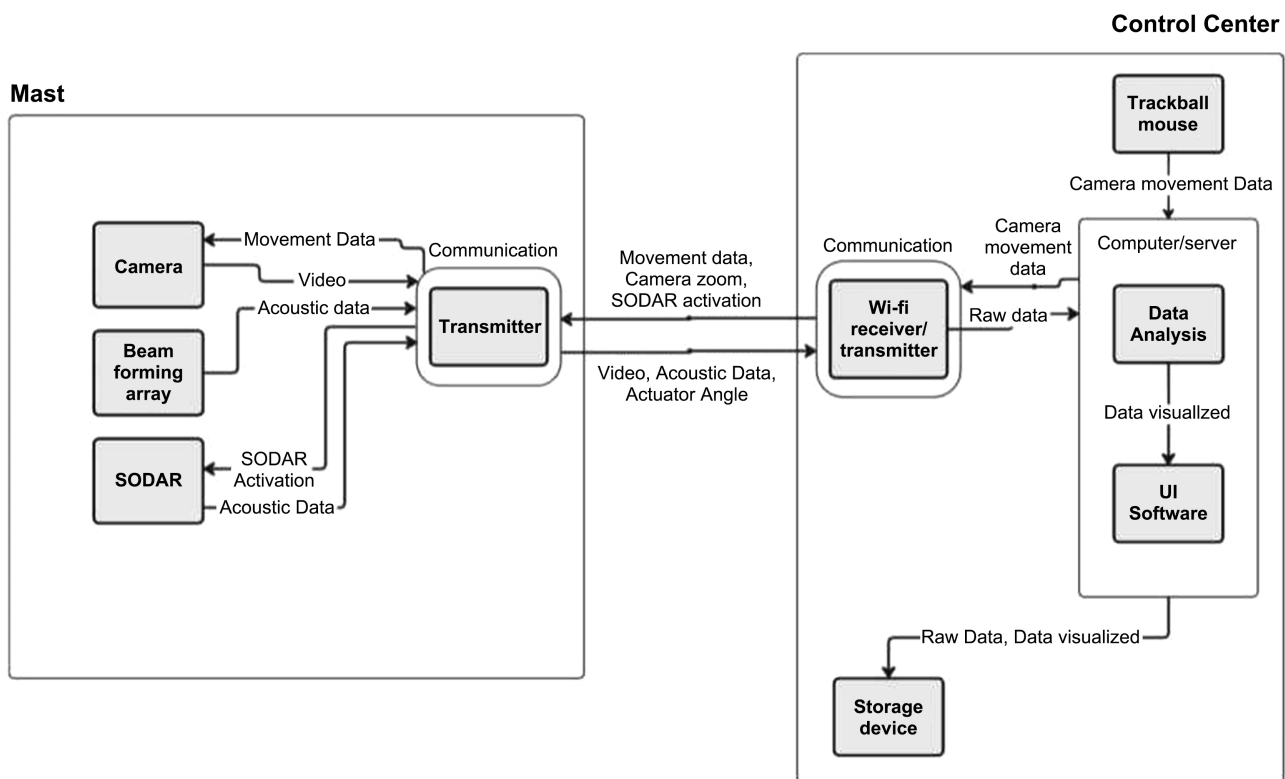 Control Center
Mast
Trackball
mouse
Camera movement Data
Camera
Movement Data
Video
Acoustic data
Beam
forming
array
SODAR
SODAR
Activation
Acoustic Data
Communication
Transmitter
Movement data,
Camera zoom,
SODAR activation
Video, Acoustic Data,
Actuator Angle
Communication
Wi-fi
receiver/
transmitter
Camera
movement
data
Raw data
Computer/server
Data
Analysis
Data visuallzed
UI
Software
Raw Data, Data visualized
Storage
device